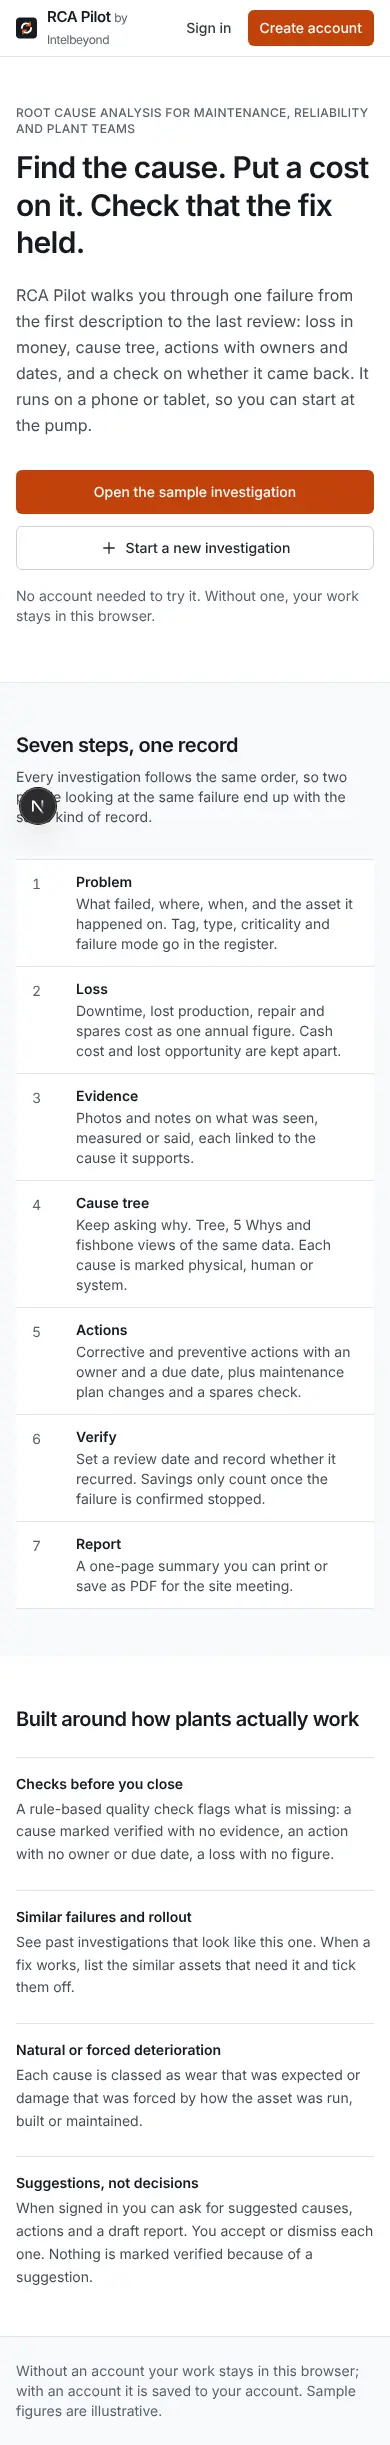 RCA Pilot by
Intelbeyond
Sign in
Create account
ROOT CAUSE ANALYSIS FOR MAINTENANCE, RELIABILITY
AND PLANT TEAMS
Find the cause. Put a cost
on it. Check that the fix
held.
RCA Pilot walks you through one failure from
the first description to the last review: loss in
money, cause tree, actions with owners and
dates, and a check on whether it came back. It
runs on a phone or tablet, so you can start at
the pump.
Open the sample investigation
Start a new investigation
No account needed to try it. Without one, your work
stays in this browser.
Seven steps, one record
Every investigation follows the same order, so two
looking at the same failure end up with the
kind of record.
N
1
Problem
What failed, where, when, and the asset it
happened on. Tag, type, criticality and
failure mode go in the register.
2
Loss
Downtime, lost production, repair and
spares cost as one annual figure. Cash
cost and lost opportunity are kept apart.
3
Evidence
Photos and notes on what was seen,
measured or said, each linked to the
cause it supports.
4
Cause tree
Keep asking why. Tree, 5 Whys and
fishbone views of the same data. Each
cause is marked physical, human or
system.
5
Actions
Corrective and preventive actions with an
owner and a due date, plus maintenance
plan changes and a spares check.
6
Verify
Set a review date and record whether it
recurred. Savings only count once the
failure is confirmed stopped.
7
Report
A one-page summary you can print or
save as PDF for the site meeting.
Built around how plants actually work
Checks before you close
A rule-based quality check flags what is missing: a
cause marked verified with no evidence, an action
with no owner or due date, a loss with no figure.
Similar failures and rollout
See past investigations that look like this one. When a
fix works, list the similar assets that need it and tick
them off.
Natural or forced deterioration
Each cause is classed as wear that was expected or
damage that was forced by how the asset was run,
built or maintained.
Suggestions, not decisions
When signed in you can ask for suggested causes,
actions and a draft report. You accept or dismiss each
one. Nothing is marked verified because of a
suggestion.
Without an account your work stays in this browser;
with an account it is saved to your account. Sample
figures are illustrative.